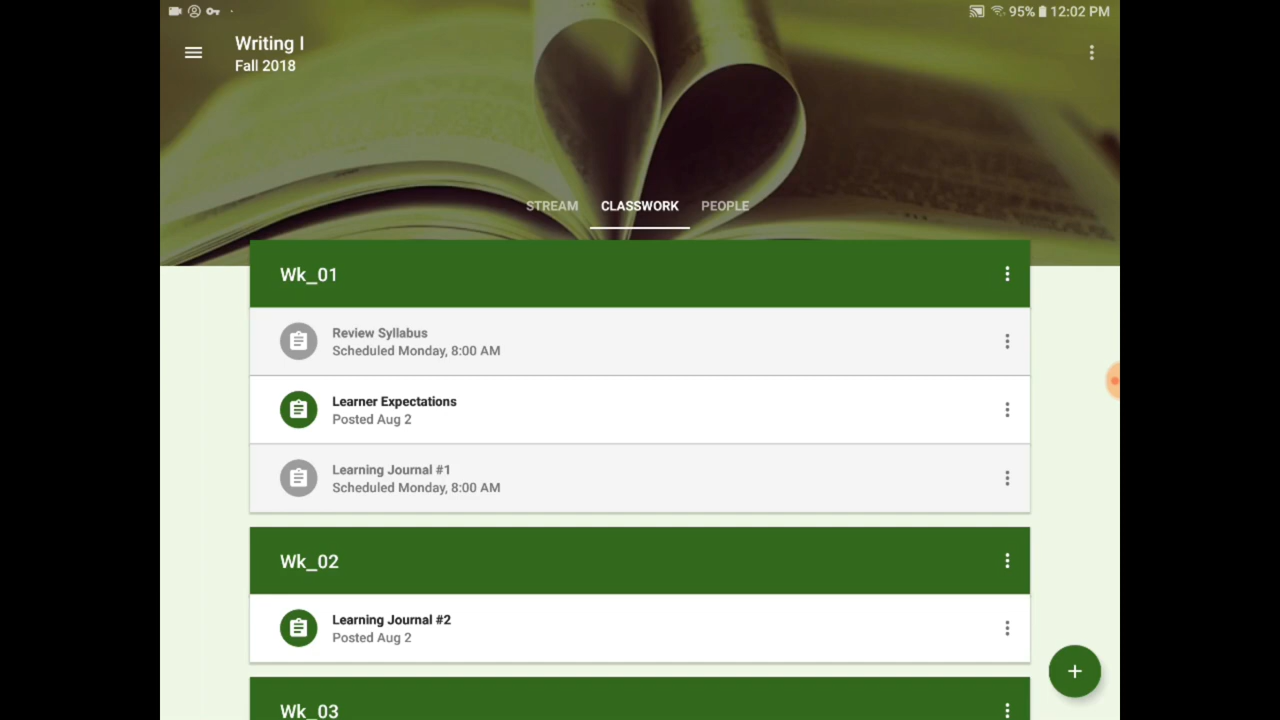 95% 12:02 PM
Writing I
Fall 2018
STREAM CLASSWORK PEOPLE
Wk_01
Review Syllabus
Scheduled Monday, 8:00 AM
Learner Expectations
Posted Aug 2
Learning Journal #1
Scheduled Monday, 8:00 AM
Wk_02
Learning Journal #2
Posted Aug 2
Wk_03